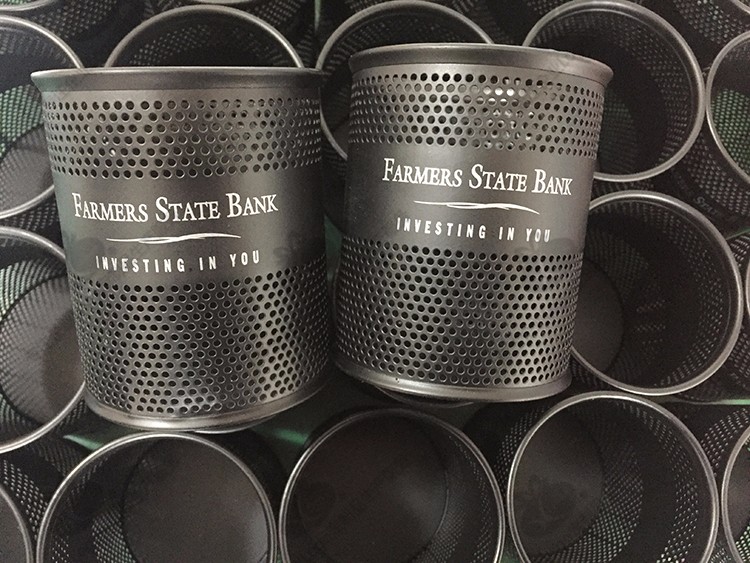 FARMERS STATE BANK
INVESTING IN YOU
FARMERS STATE BANK
INVESTING IN YOU